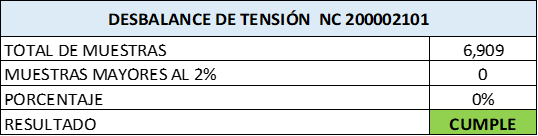 DESBALANCE DE TENSIÓN NC 200002101
TOTAL DE MUESTRAS 6,909
MUESTRAS MAYORES AL 2% 0
PORCENTAJE 0%
RESULTADO CUMPLE